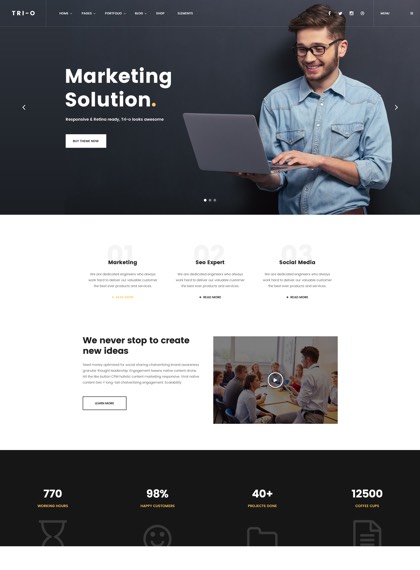 TRI-O
HOME
PAGES
PORTFOLIO
BLOG
SHOP
ELEMENTS
MENU
Marketing
Solution.
Responsive & Retina ready, Tri-o looks awesome
BUY THEME NOW
01
02
03
Marketing
Seo Expert
Social Media
We are dedicated engineers who always
work hard to deliver our valuable customer
the best over products and services.
We are dedicated engineers who always
work hard to deliver our valuable customer
the best over products and services.
We are dedicated engineers who always
work hard to deliver our valuable customer
the best over products and services.
READ MORE
READ MORE
READ MORE
We never stop to create
new ideas
LEARN MORE
770
98%
40+
12500
WORKING HOURS
HAPPY CUSTOMERS
PROJECTS DONE
COFFEE CUPS